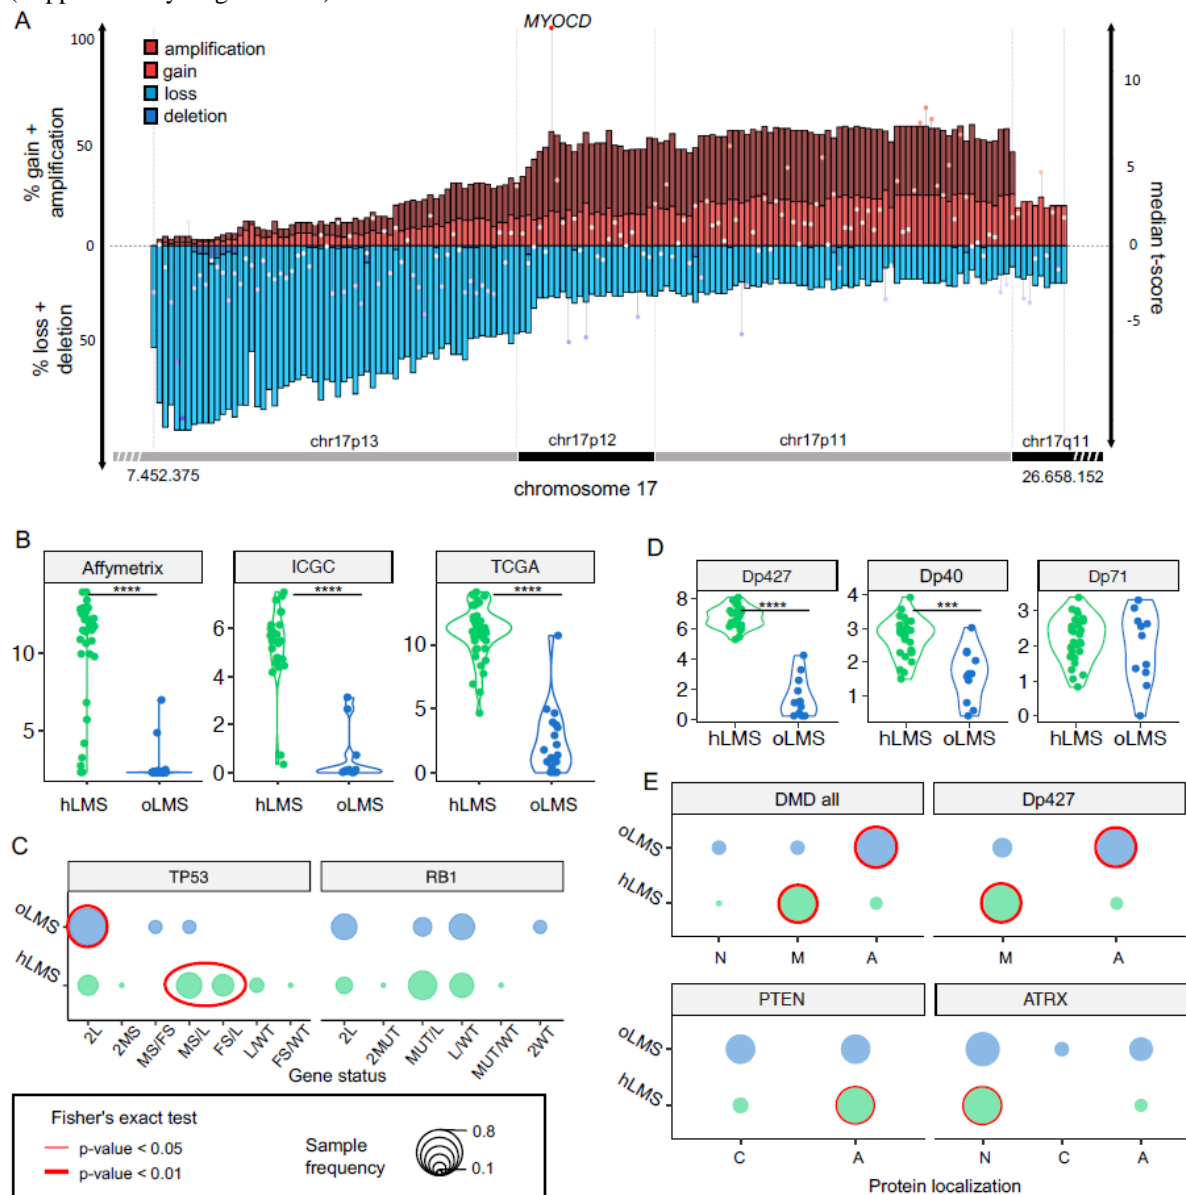 A
MYOCD
100
50
0
50
% gain +
amplification
% loss +
deletion
amplification
gain
loss
deletion
10
5
0
-5
median t-score
chr17p13
chr17p12
chr17p11
chr17q11
7.452.375
26.658.152
chromosome 17
B
Affymetrix
ICGC
TCGA
****
****
****
10
5
6
4
2
0
10
5
0
hLMS
oLMS
hLMS
oLMS
hLMS
oLMS
C
TP53
RB1
oLMS
hLMS
2L
2MS
MS/FS
MS/L
FS/L
L/WT
FS/WT
2L
2MUT
MUT/L
L/WT
MUT/WT
2WT
Gene status
Fisher's exact test
p-value < 0.05
p-value < 0.01
Sample
frequency
0.8
0.1
D
Dp427
Dp40
Dp71
****
***
8
6
4
2
0
4
3
2
1
3
2
1
0
hLMS
oLMS
hLMS
oLMS
hLMS
oLMS
E
DMD all
Dp427
oLMS
hLMS
N
M
A
M
A
PTEN
ATRX
oLMS
hLMS
C
A
N
C
A
Protein localization